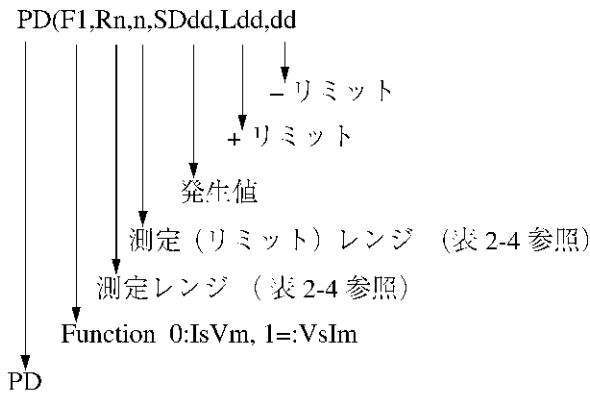 PD(F1,Rn,n,SDdd,Ldd,dd
− リミット
+ リミット
発生値
測定（リミット）レンジ （表 2-4 参照）
測定レンジ （ 表 2-4 参照）
Function 0:IsVm, 1=:VsIm
PD